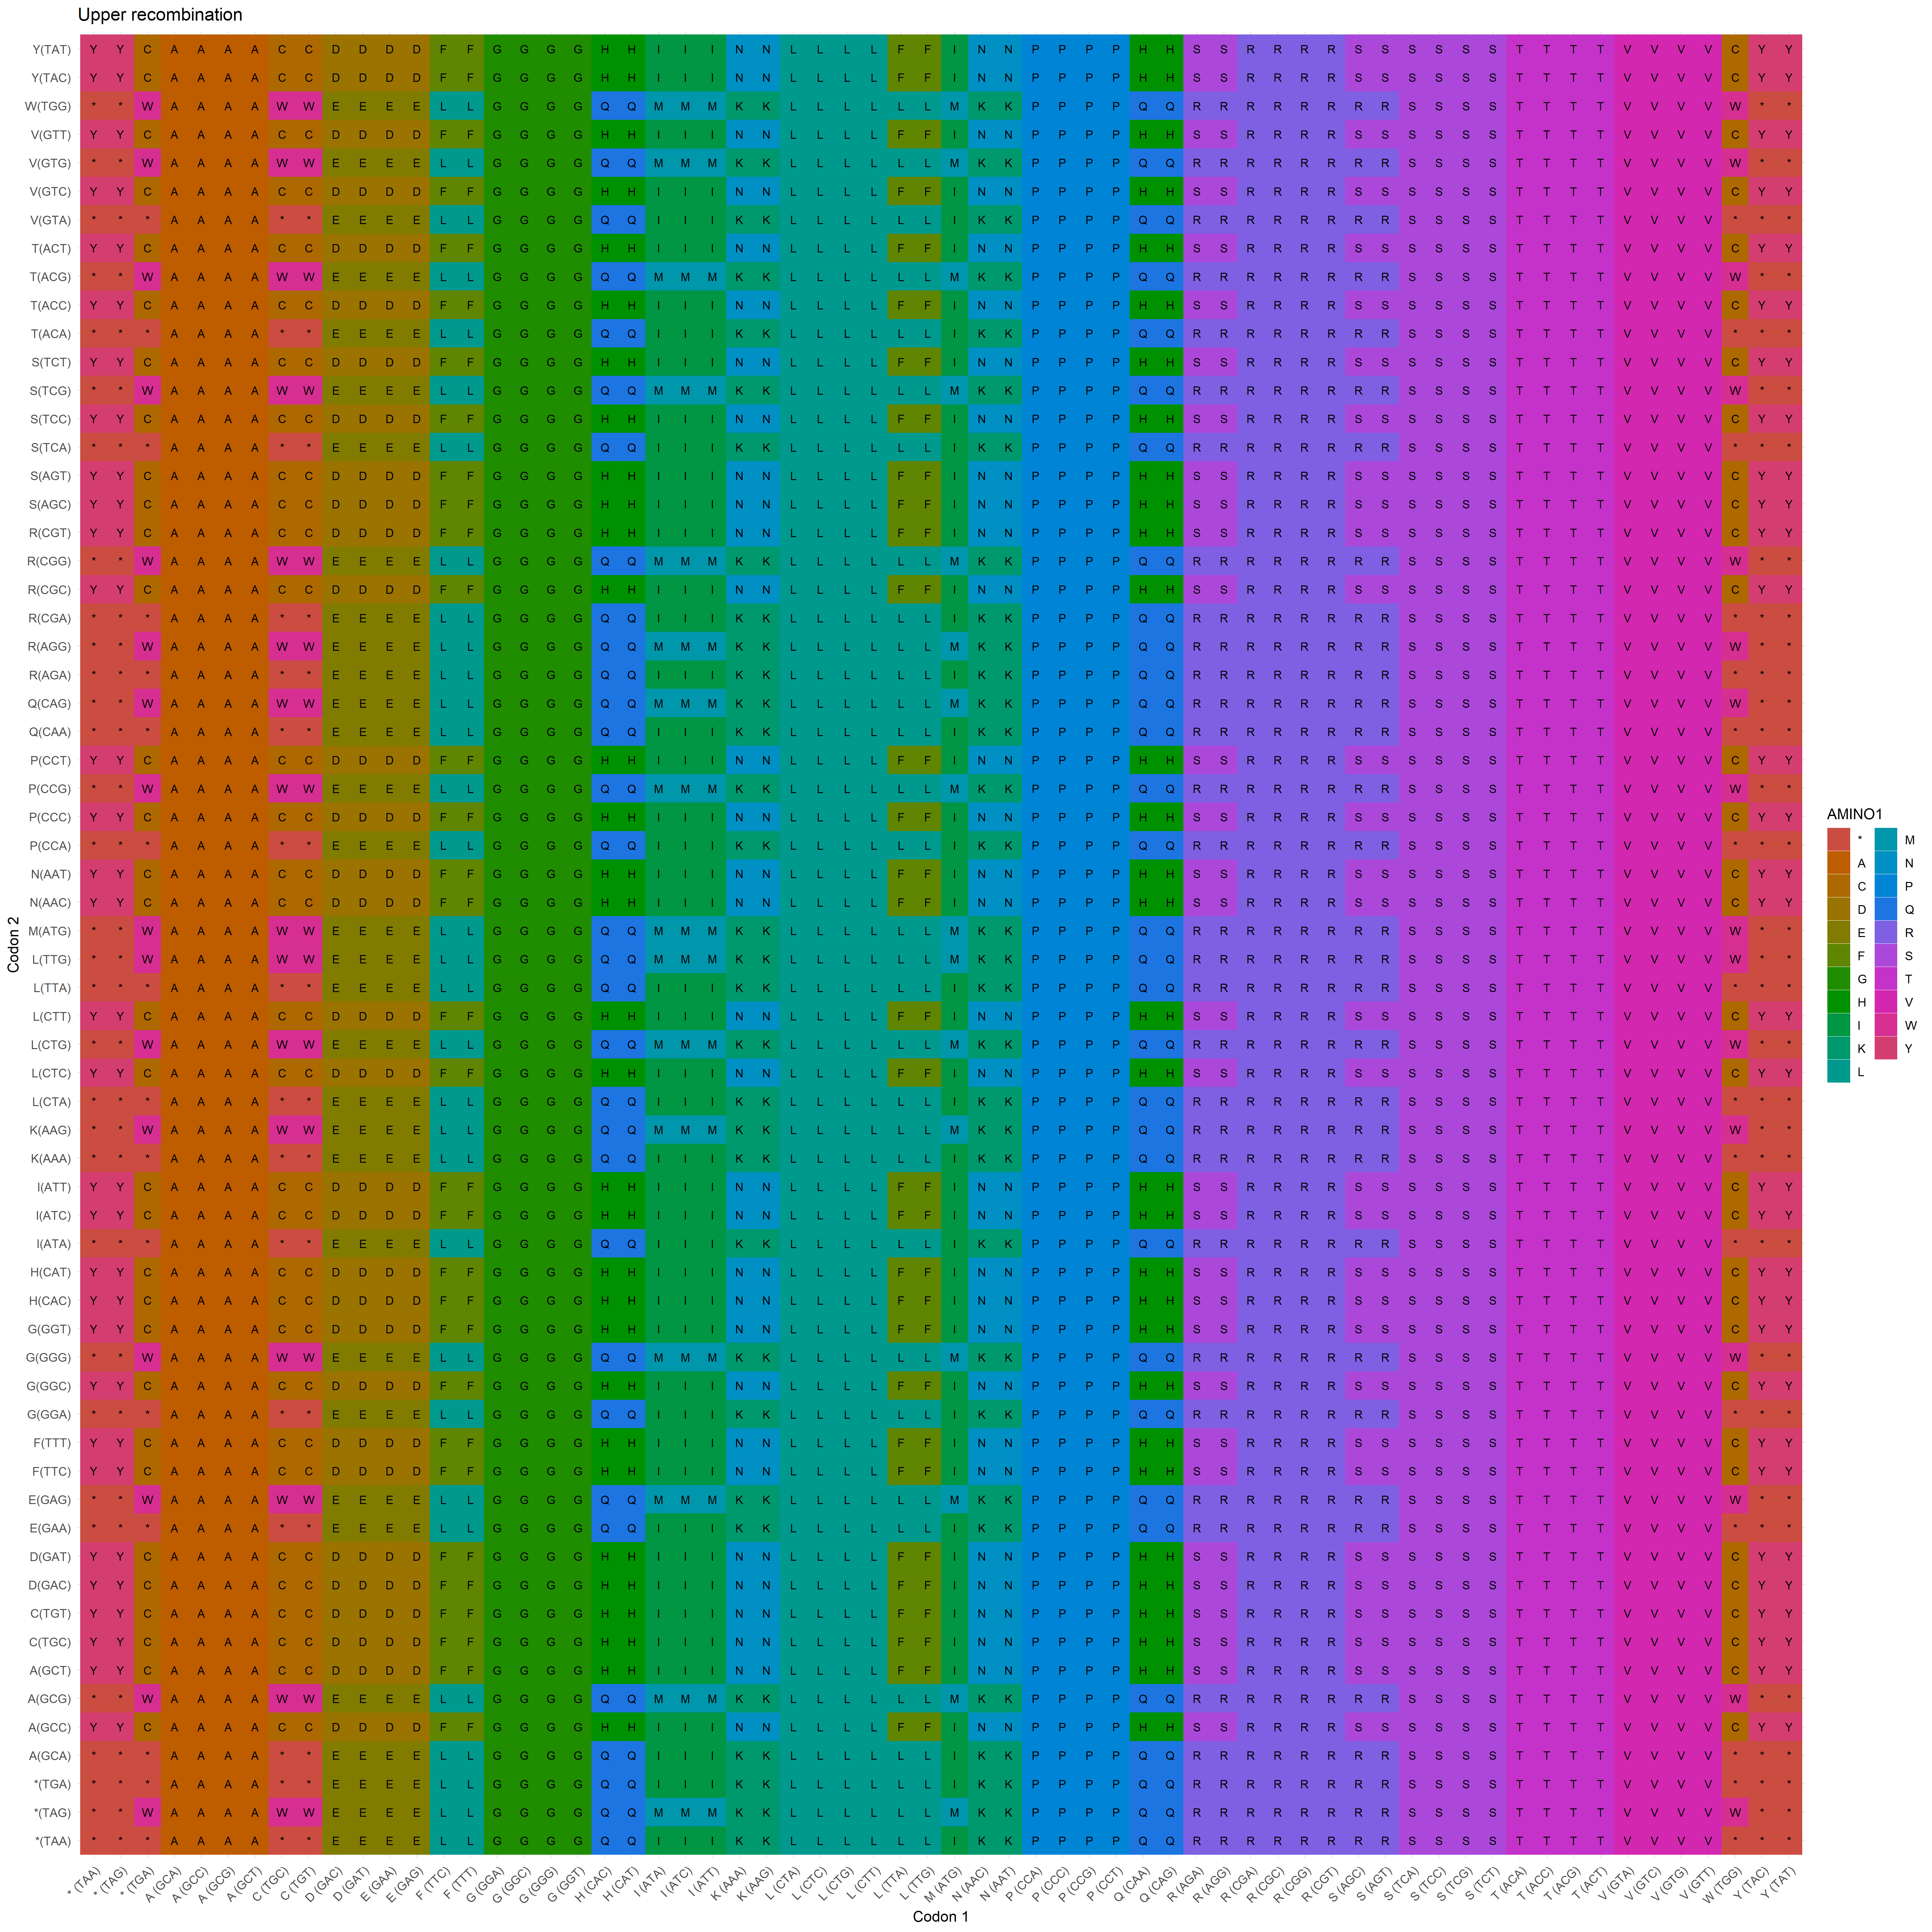 Upper recombination
Y(TAT) Y Y C A A A A C C D D D D F F G G G G H H I I I N N L L L L F F I N N P P P P H H S S R R R R S S S S S S T T T T V V V V C Y Y
Y(TAC) Y Y C A A A A C C D D D D F F G G G G H H I I I N N L L L L F F I N N P P P P H H S S R R R R S S S S S S T T T T V V V V C Y Y
W(TGG) * * W A A A A W W E E E E L L G G G G Q Q M M M K K L L L L L L M K K P P P P Q Q R R R R R R R R S S S S T T T T V V V V W * *
V(GTT) Y Y C A A A A C C D D D D F F G G G G H H I I I N N L L L L F F I N N P P P P H H S S R R R R S S S S S S T T T T V V V V C Y Y
V(GTG) * * W A A A A W W E E E E L L G G G G Q Q M M M K K L L L L L L M K K P P P P Q Q R R R R R R R R S S S S T T T T V V V V W * *
V(GTC) Y Y C A A A A C C D D D D F F G G G G H H I I I N N L L L L F F I N N P P P P H H S S R R R R S S S S S S T T T T V V V V C Y Y
V(GTA) * * * A A A A * * E E E E L L G G G G Q Q I I I K K L L L L L L I K K P P P P Q Q R R R R R R R R S S S S T T T T V V V V * * *
T(ACT) Y Y C A A A A C C D D D D F F G G G G H H I I I N N L L L L F F I N N P P P P H H S S R R R R S S S S S S T T T T V V V V C Y Y
T(ACG) * * W A A A A W W E E E E L L G G G G Q Q M M M K K L L L L L L M K K P P P P Q Q R R R R R R R R S S S S T T T T V V V V W * *
T(ACC) Y Y C A A A A C C D D D D F F G G G G H H I I I N N L L L L F F I N N P P P P H H S S R R R R S S S S S S T T T T V V V V C Y Y
T(ACA) * * * A A A A * * E E E E L L G G G G Q Q I I I K K L L L L L L I K K P P P P Q Q R R R R R R R R S S S S T T T T V V V V * * *
S(TCT) Y Y C A A A A C C D D D D F F G G G G H H I I I N N L L L L F F I N N P P P P H H S S R R R R S S S S S S T T T T V V V V C Y Y
S(TCG) * * W A A A A W W E E E E L L G G G G Q Q M M M K K L L L L L L M K K P P P P Q Q R R R R R R R R S S S S T T T T V V V V W * *
S(TCC) Y Y C A A A A C C D D D D F F G G G G H H I I I N N L L L L F F I N N P P P P H H S S R R R R S S S S S S T T T T V V V V C Y Y
S(TCA) * * * A A A A * * E E E E L L G G G G Q Q I I I K K L L L L L L I K K P P P P Q Q R R R R R R R R S S S S T T T T V V V V * * *
S(AGT) Y Y C A A A A C C D D D D F F G G G G H H I I I N N L L L L F F I N N P P P P H H S S R R R R S S S S S S T T T T V V V V C Y Y
S(AGC) Y Y C A A A A C C D D D D F F G G G G H H I I I N N L L L L F F I N N P P P P H H S S R R R R S S S S S S T T T T V V V V C Y Y
R(CGT) Y Y C A A A A C C D D D D F F G G G G H H I I I N N L L L L F F I N N P P P P H H S S R R R R S S S S S S T T T T V V V V C Y Y
R(CGG) * * W A A A A W W E E E E L L G G G G Q Q M M M K K L L L L L L M K K P P P P Q Q R R R R R R R R S S S S T T T T V V V V W * *
R(CGC) Y Y C A A A A C C D D D D F F G G G G H H I I I N N L L L L F F I N N P P P P H H S S R R R R S S S S S S T T T T V V V V C Y Y
R(CGA) * * * A A A A * * E E E E L L G G G G Q Q I I I K K L L L L L L I K K P P P P Q Q R R R R R R R R S S S S T T T T V V V V * * *
R(AGG) * * W A A A A W W E E E E L L G G G G Q Q M M M K K L L L L L L M K K P P P P Q Q R R R R R R R R S S S S T T T T V V V V W * *
R(AGA) * * * A A A A * * E E E E L L G G G G Q Q I I I K K L L L L L L I K K P P P P Q Q R R R R R R R R S S S S T T T T V V V V * * *
Q(CAG) * * W A A A A W W E E E E L L G G G G Q Q M M M K K L L L L L L M K K P P P P Q Q R R R R R R R R S S S S T T T T V V V V W * *
Q(CAA) * * * A A A A * * E E E E L L G G G G Q Q I I I K K L L L L L L I K K P P P P Q Q R R R R R R R R S S S S T T T T V V V V * * *
P(CCT) Y Y C A A A A C C D D D D F F G G G G H H I I I N N L L L L F F I N N P P P P H H S S R R R R S S S S S S T T T T V V V V C Y Y
P(CCG) * * W A A A A W W E E E E L L G G G G Q Q M M M K K L L L L L L M K K P P P P Q Q R R R R R R R R S S S S T T T T V V V V W * *
P(CCC) Y Y C A A A A C C D D D D F F G G G G H H I I I N N L L L L F F I N N P P P P H H S S R R R R S S S S S S T T T T V V V V C Y Y
P(CCA) * * * A A A A * * E E E E L L G G G G Q Q I I I K K L L L L L L I K K P P P P Q Q R R R R R R R R S S S S T T T T V V V V * * *
N(AAT) Y Y C A A A A C C D D D D F F G G G G H H I I I N N L L L L F F I N N P P P P H H S S R R R R S S S S S S T T T T V V V V C Y Y
N(AAC) Y Y C A A A A C C D D D D F F G G G G H H I I I N N L L L L F F I N N P P P P H H S S R R R R S S S S S S T T T T V V V V C Y Y
M(ATG) * * W A A A A W W E E E E L L G G G G Q Q M M M K K L L L L L L M K K P P P P Q Q R R R R R R R R S S S S T T T T V V V V W * *
L(TTG) * * W A A A A W W E E E E L L G G G G Q Q M M M K K L L L L L L M K K P P P P Q Q R R R R R R R R S S S S T T T T V V V V W * *
L(TTA) * * * A A A A * * E E E E L L G G G G Q Q I I I K K L L L L L L I K K P P P P Q Q R R R R R R R R S S S S T T T T V V V V * * *
L(CTT) Y Y C A A A A C C D D D D F F G G G G H H I I I N N L L L L F F I N N P P P P H H S S R R R R S S S S S S T T T T V V V V C Y Y
L(CTG) * * W A A A A W W E E E E L L G G G G Q Q M M M K K L L L L L L M K K P P P P Q Q R R R R R R R R S S S S T T T T V V V V W * *
L(CTC) Y Y C A A A A C C D D D D F F G G G G H H I I I N N L L L L F F I N N P P P P H H S S R R R R S S S S S S T T T T V V V V C Y Y
L(CTA) * * * A A A A * * E E E E L L G G G G Q Q I I I K K L L L L L L I K K P P P P Q Q R R R R R R R R S S S S T T T T V V V V * * *
K(AAG) * * W A A A A W W E E E E L L G G G G Q Q M M M K K L L L L L L M K K P P P P Q Q R R R R R R R R S S S S T T T T V V V V W * *
K(AAA) * * * A A A A * * E E E E L L G G G G Q Q I I I K K L L L L L L I K K P P P P Q Q R R R R R R R R S S S S T T T T V V V V * * *
I(ATT) Y Y C A A A A C C D D D D F F G G G G H H I I I N N L L L L F F I N N P P P P H H S S R R R R S S S S S S T T T T V V V V C Y Y
I(ATC) Y Y C A A A A C C D D D D F F G G G G H H I I I N N L L L L F F I N N P P P P H H S S R R R R S S S S S S T T T T V V V V C Y Y
I(ATA) * * * A A A A * * E E E E L L G G G G Q Q I I I K K L L L L L L I K K P P P P Q Q R R R R R R R R S S S S T T T T V V V V * * *
H(CAT) Y Y C A A A A C C D D D D F F G G G G H H I I I N N L L L L F F I N N P P P P H H S S R R R R S S S S S S T T T T V V V V C Y Y
H(CAC) Y Y C A A A A C C D D D D F F G G G G H H I I I N N L L L L F F I N N P P P P H H S S R R R R S S S S S S T T T T V V V V C Y Y
G(GGT) Y Y C A A A A C C D D D D F F G G G G H H I I I N N L L L L F F I N N P P P P H H S S R R R R S S S S S S T T T T V V V V C Y Y
G(GGG) * * W A A A A W W E E E E L L G G G G Q Q M M M K K L L L L L L M K K P P P P Q Q R R R R R R R R S S S S T T T T V V V V W * *
G(GGC) Y Y C A A A A C C D D D D F F G G G G H H I I I N N L L L L F F I N N P P P P H H S S R R R R S S S S S S T T T T V V V V C Y Y
G(GGA) * * * A A A A * * E E E E L L G G G G Q Q I I I K K L L L L L L I K K P P P P Q Q R R R R R R R R S S S S T T T T V V V V * * *
F(TTT) Y Y C A A A A C C D D D D F F G G G G H H I I I N N L L L L F F I N N P P P P H H S S R R R R S S S S S S T T T T V V V V C Y Y
F(TTC) Y Y C A A A A C C D D D D F F G G G G H H I I I N N L L L L F F I N N P P P P H H S S R R R R S S S S S S T T T T V V V V C Y Y
E(GAG) * * W A A A A W W E E E E L L G G G G Q Q M M M K K L L L L L L M K K P P P P Q Q R R R R R R R R S S S S T T T T V V V V W * *
E(GAA) * * * A A A A * * E E E E L L G G G G Q Q I I I K K L L L L L L I K K P P P P Q Q R R R R R R R R S S S S T T T T V V V V * * *
D(GAT) Y Y C A A A A C C D D D D F F G G G G H H I I I N N L L L L F F I N N P P P P H H S S R R R R S S S S S S T T T T V V V V C Y Y
D(GAC) Y Y C A A A A C C D D D D F F G G G G H H I I I N N L L L L F F I N N P P P P H H S S R R R R S S S S S S T T T T V V V V C Y Y
C(TGT) Y Y C A A A A C C D D D D F F G G G G H H I I I N N L L L L F F I N N P P P P H H S S R R R R S S S S S S T T T T V V V V C Y Y
C(TGC) Y Y C A A A A C C D D D D F F G G G G H H I I I N N L L L L F F I N N P P P P H H S S R R R R S S S S S S T T T T V V V V C Y Y
A(GCT) Y Y C A A A A C C D D D D F F G G G G H H I I I N N L L L L F F I N N P P P P H H S S R R R R S S S S S S T T T T V V V V C Y Y
A(GCG) * * W A A A A W W E E E E L L G G G G Q Q M M M K K L L L L L L M K K P P P P Q Q R R R R R R R R S S S S T T T T V V V V W * *
A(GCC) Y Y C A A A A C C D D D D F F G G G G H H I I I N N L L L L F F I N N P P P P H H S S R R R R S S S S S S T T T T V V V V C Y Y
A(GCA) * * * A A A A * * E E E E L L G G G G Q Q I I I K K L L L L L L I K K P P P P Q Q R R R R R R R R S S S S T T T T V V V V * * *
*(TGA) * * * A A A A * * E E E E L L G G G G Q Q I I I K K L L L L L L I K K P P P P Q Q R R R R R R R R S S S S T T T T V V V V * * *
*(TAG) * * W A A A A W W E E E E L L G G G G Q Q M M M K K L L L L L L M K K P P P P Q Q R R R R R R R R S S S S T T T T V V V V W * *
*(TAA) * * * A A A A * * E E E E L L G G G G Q Q I I I K K L L L L L L I K K P P P P Q Q R R R R R R R R S S S S T T T T V V V V * * *
* (TAA) * (TAG) * (TGA) A (GCA) A (GCC) A (GCG) A (GCT) C (TGC) C (TGT) D (GAC) D (GAT) E (GAA) E (GAG) F (TTC) F (TTT) G (GGA) G (GGC) G (GGG) G (GGT) H (CAC) H (CAT) I (ATA) I (ATC) I (ATT) K (AAA) K (AAG) L (CTA) L (CTC) L (CTG) L (CTT) L (TTA) L (TTG) M (ATG) N (AAC) N (AAT) P (CCA) P (CCC) P (CCG) P (CCT) Q (CAA) Q (CAG) R (AGA) R (AGG) R (CGA) R (CGC) R (CGG) R (CGT) S (AGC) S (AGT) S (TCA) S (TCC) S (TCG) S (TCT) T (ACA) T (ACC) T (ACG) T (ACT) V (GTA) V (GTC) V (GTG) V (GTT) W (TGG) Y (TAC) Y (TAT)
Codon 1
Codon 2
AMINO1
* M
A N
C P
D Q
E R
F S
G T
H V
I W
K Y
L